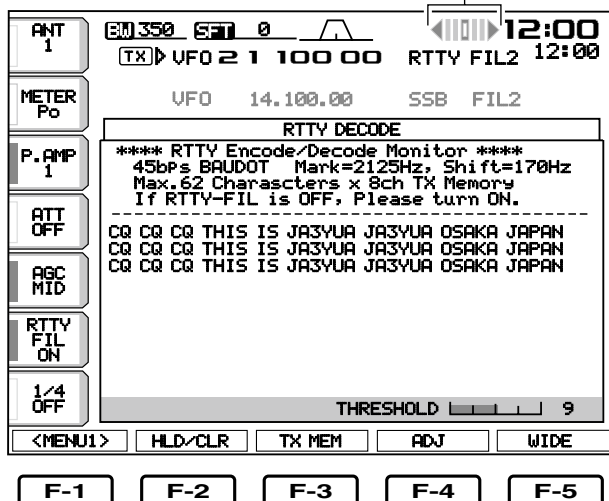 ANT
1
BW 350 SFT 0
12:00
TX VFO 21 100 00 RTTY FIL2 12:00
METER
Po
VFO 14.100.00 SSB FIL2
RTTY DECODE
P.AMP
1
**** RTTY Encode/Decode Monitor ****
45bps BAUDOT Mark=2125Hz, Shift=170Hz
Max.62 Charascters x 8ch TX Memory
If RTTY-FIL is OFF, Please turn ON.
--------------------------------------------------
ATT
OFF
CQ CQ CQ THIS IS JA3YUA JA3YUA OSAKA JAPAN
CQ CQ CQ THIS IS JA3YUA JA3YUA OSAKA JAPAN
CQ CQ CQ THIS IS JA3YUA JA3YUA OSAKA JAPAN
AGC
MID
RTTY
FIL
ON
1/4
OFF
THRESHOLD 9
<MENU1> HLD/CLR TX MEM ADJ WIDE
F-1 F-2 F-3 F-4 F-5